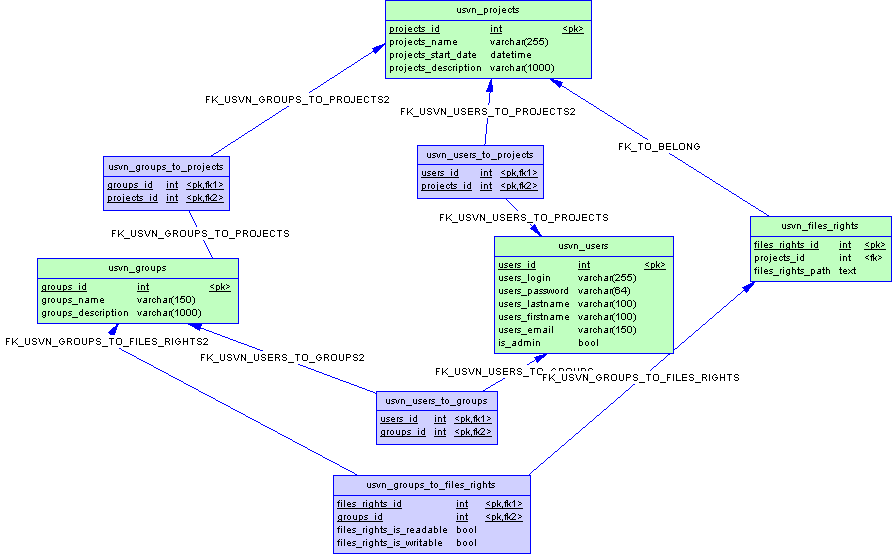 usvn_projects
projects_id int <pk>
projects_name varchar(255)
projects_start_date datetime
projects_description varchar(1000)
FK_USVN_GROUPS_TO_PROJECTS2
FK_USVN_USERS_TO_PROJECTS2
FK_TO_BELONG
usvn_groups_to_projects
groups_id int <pk,fk1>
projects_id int <pk,fk2>
usvn_users_to_projects
users_id int <pk,fk1>
projects_id int <pk,fk2>
FK_USVN_GROUPS_TO_PROJECTS
FK_USVN_USERS_TO_PROJECTS
usvn_files_rights
files_rights_id int <pk>
projects_id int <fk>
files_rights_path text
usvn_groups
groups_id int <pk>
groups_name varchar(150)
groups_description varchar(1000)
usvn_users
users_id int <pk>
users_login varchar(255)
users_password varchar(64)
users_lastname varchar(100)
users_firstname varchar(100)
users_email varchar(150)
is_admin bool
FK_USVN_GROUPS_TO_FILES_RIGHTS2
FK_USVN_USERS_TO_GROUPS2
FK_USVN_USERS_TO_GROUPS
FK_USVN_GROUPS_TO_FILES_RIGHTS
usvn_users_to_groups
users_id int <pk,fk1>
groups_id int <pk,fk2>
usvn_groups_to_files_rights
files_rights_id int <pk,fk1>
groups_id int <pk,fk2>
files_rights_is_readable bool
files_rights_is_writable bool